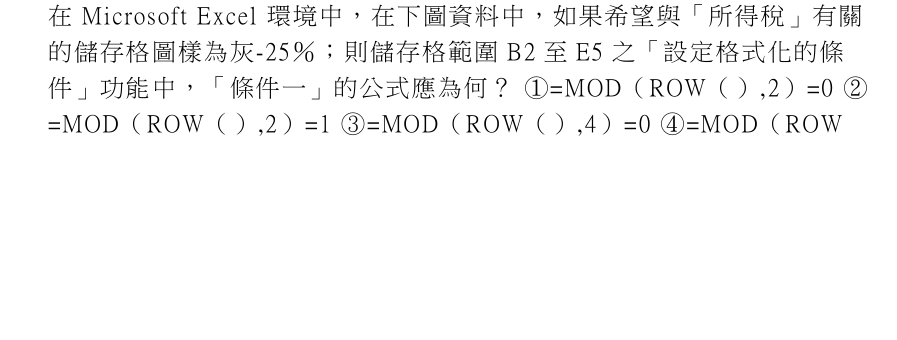 在 Microsoft Excel 環境中，在下圖資料中，如果希望與「所得稅」有關
的儲存格圖樣為灰-25%；則儲存格範圍 B2 至 E5 之「設定格式化的條
件」功能中，「條件一」的公式應為何？ ①=MOD（ROW（）,2）=0 ②
=MOD（ROW（）,2）=1 ③=MOD（ROW（）,4）=0 ④=MOD（ROW